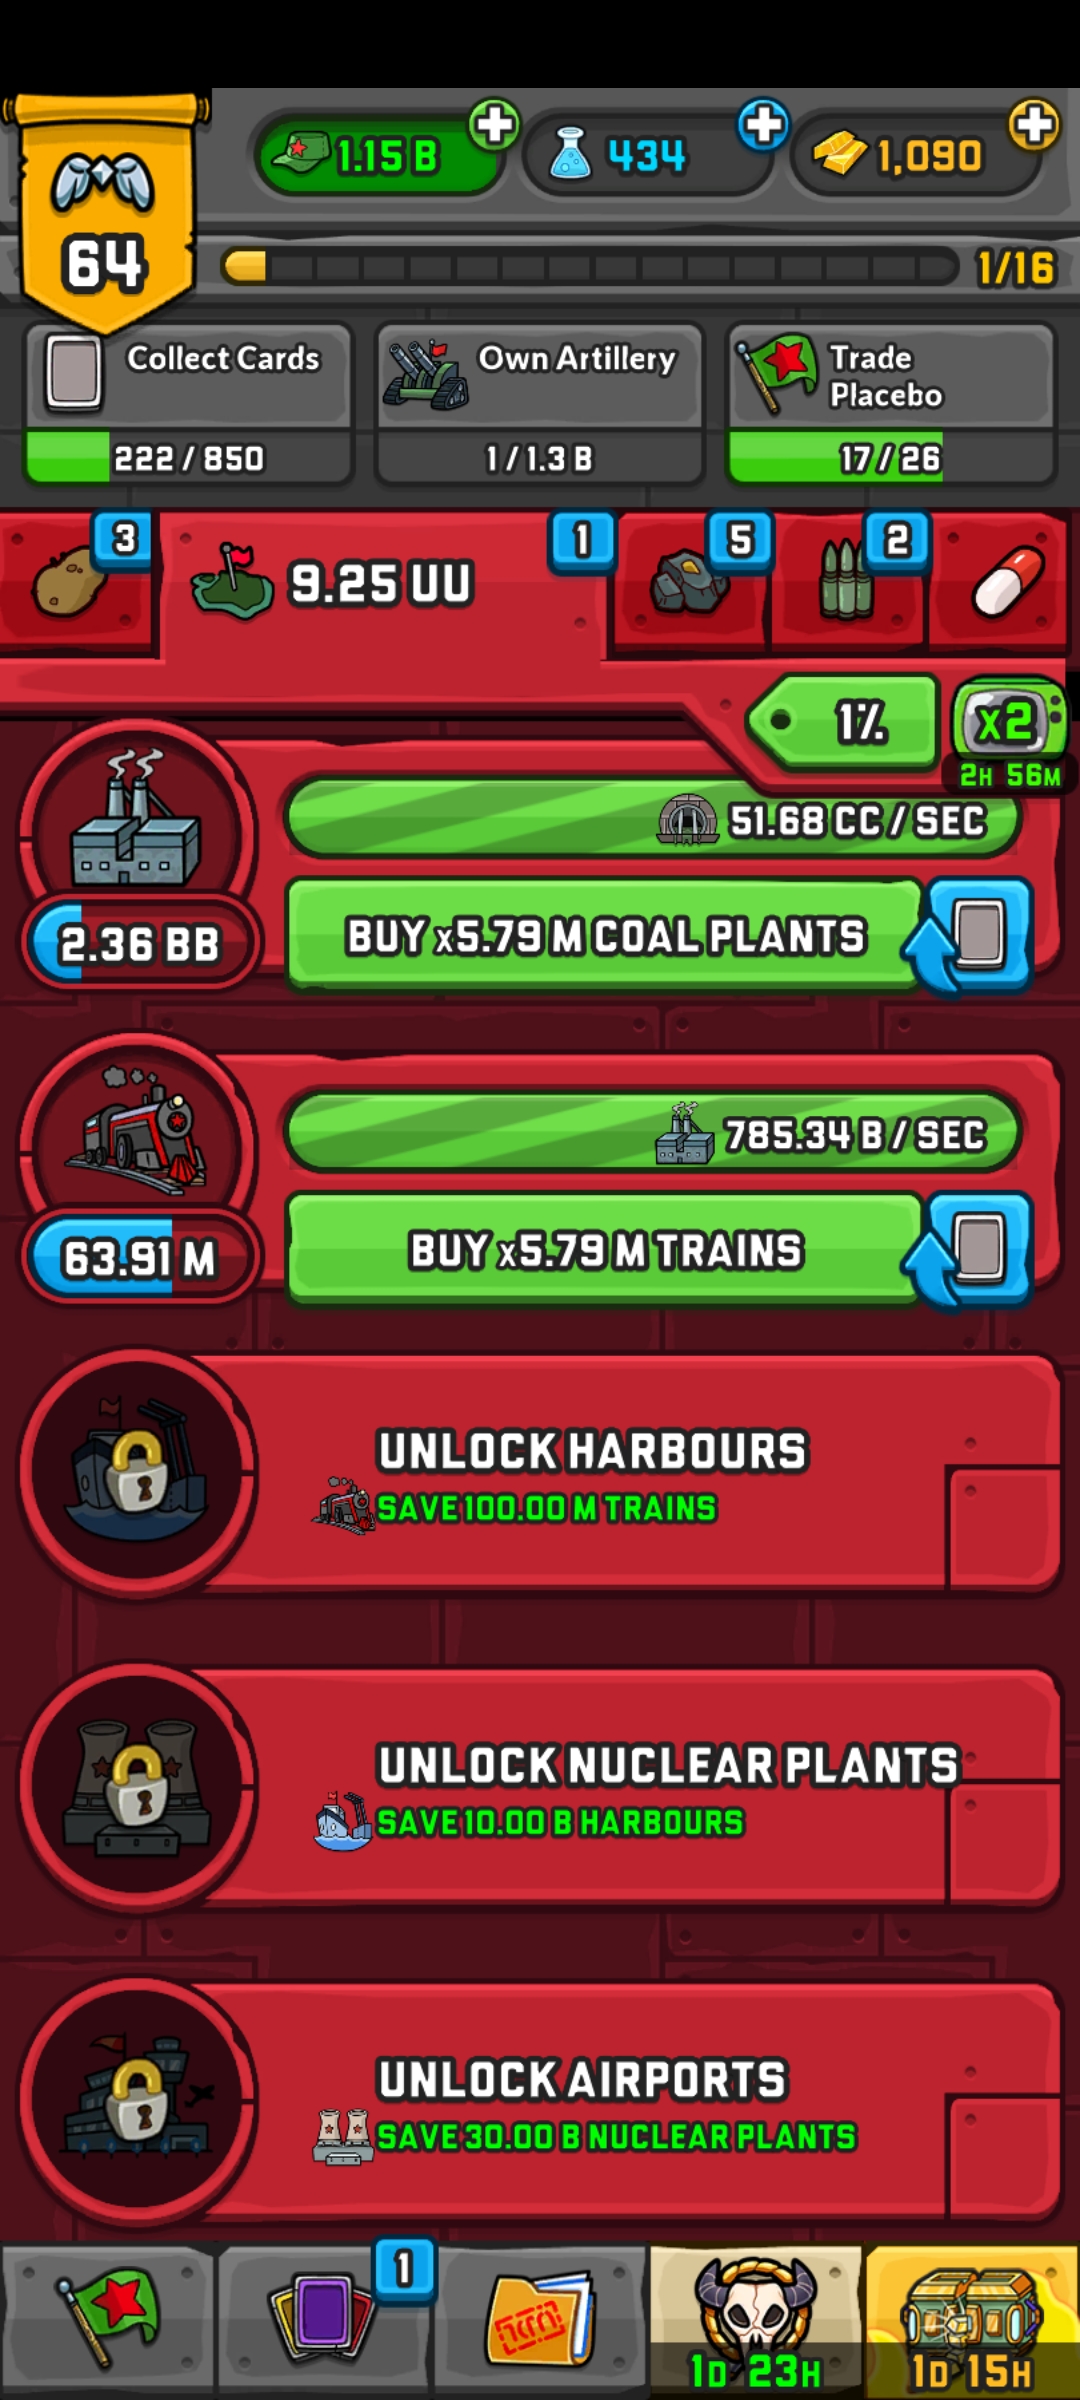 1.15 B
434
1,090
64
1/16
Collect Cards
222 / 850
Own Artillery
1 / 1.3 B
Trade
Placebo
17 / 26
3
9.25 UU
1
5
2
1%
x2
2H 56M
51.68 CC / SEC
2.36 BB
BUY x5.79 M COAL PLANTS
785.34 B / SEC
63.91 M
BUY x5.79 M TRAINS
UNLOCK HARBOURS
SAVE 100.00 M TRAINS
UNLOCK NUCLEAR PLANTS
SAVE 10.00 B HARBOURS
UNLOCK AIRPORTS
SAVE 30.00 B NUCLEAR PLANTS
1
1D 23H
1D 15H